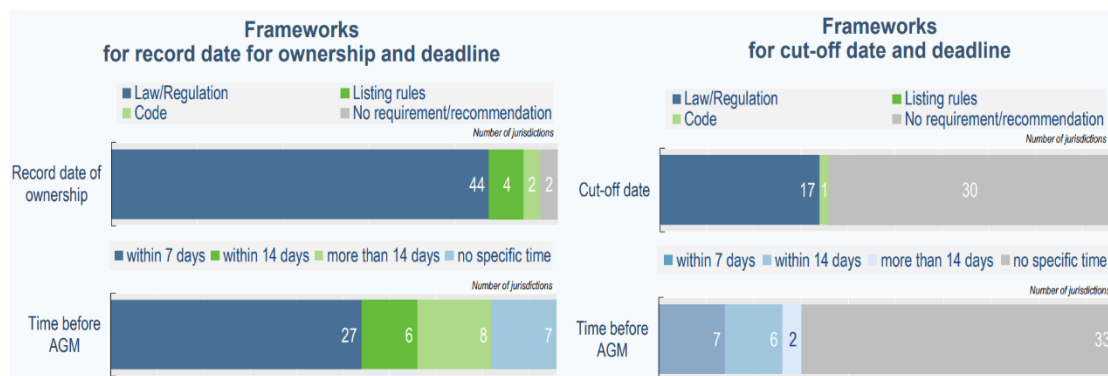 Frameworks
for record date for ownership and deadline
Law/Regulation
Listing rules
Code
No requirement/recommendation
Number of jurisdictions
Record date of
ownership
44
4
2
2
within 7 days
within 14 days
more than 14 days
no specific time
Number of jurisdictions
Time before
AGM
27
6
8
7
Frameworks
for cut-off date and deadline
Law/Regulation
Listing rules
Code
No requirement/recommendation
Number of jurisdictions
Cut-off date
17
1
30
within 7 days
within 14 days
more than 14 days
no specific time
Number of jurisdictions
Time before
AGM
7
6
2
33